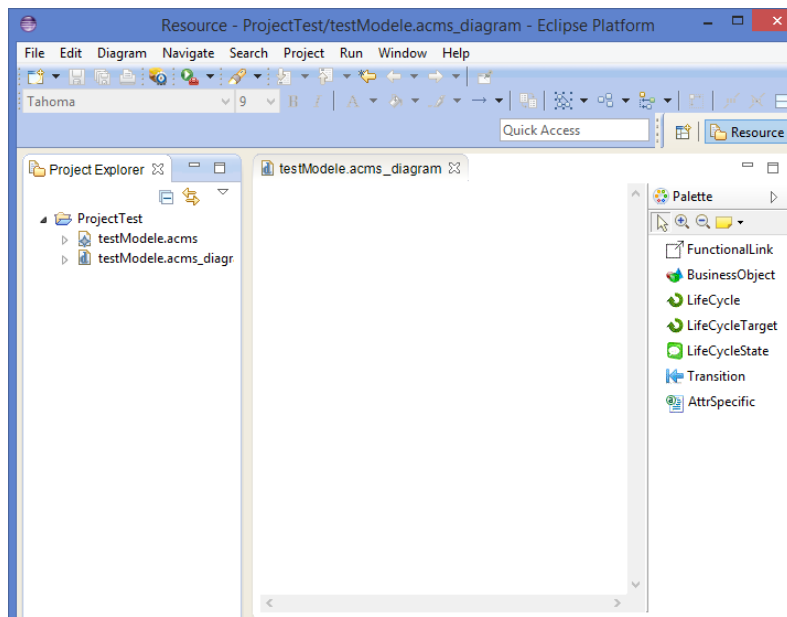 Resource - ProjectTest/testModele.acms_diagram - Eclipse Platform
File Edit Diagram Navigate Search Project Run Window Help
Tahoma 9 B I A
Quick Access Resource
Project Explorer testModele.acms_diagram
Palette
ProjectTest
testModele.acms
testModele.acms_diagr
FunctionalLink
BusinessObject
LifeCycle
LifeCycleTarget
LifeCycleState
Transition
AttrSpecific